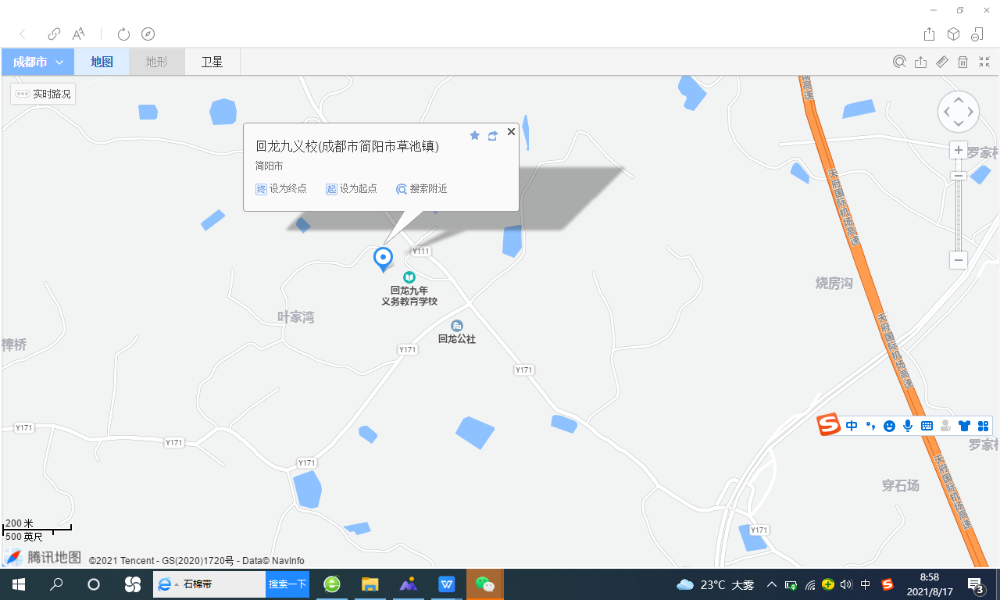 成都市
地图
地形
卫星
实时路况
回龙九义校(成都市简阳市草池镇)
简阳市
终 设为终点
起 设为起点
搜索附近
罗家
天府国际机场高速
Y111
回龙九年
义务教育学校
烧房沟
叶家湾
回龙公社
天府国际机场高速
桥
Y171
Y171
Y171
Y171
中
Y171
罗家
Y171
天府国际机场高速
穿石场
Y171
200 米
500 英尺
腾讯地图
©2021 Tencent - GS(2020)1720号 - Data© NavInfo
石棉带
搜索一下
23°C 大雾
中
8:58
2021/8/17
3